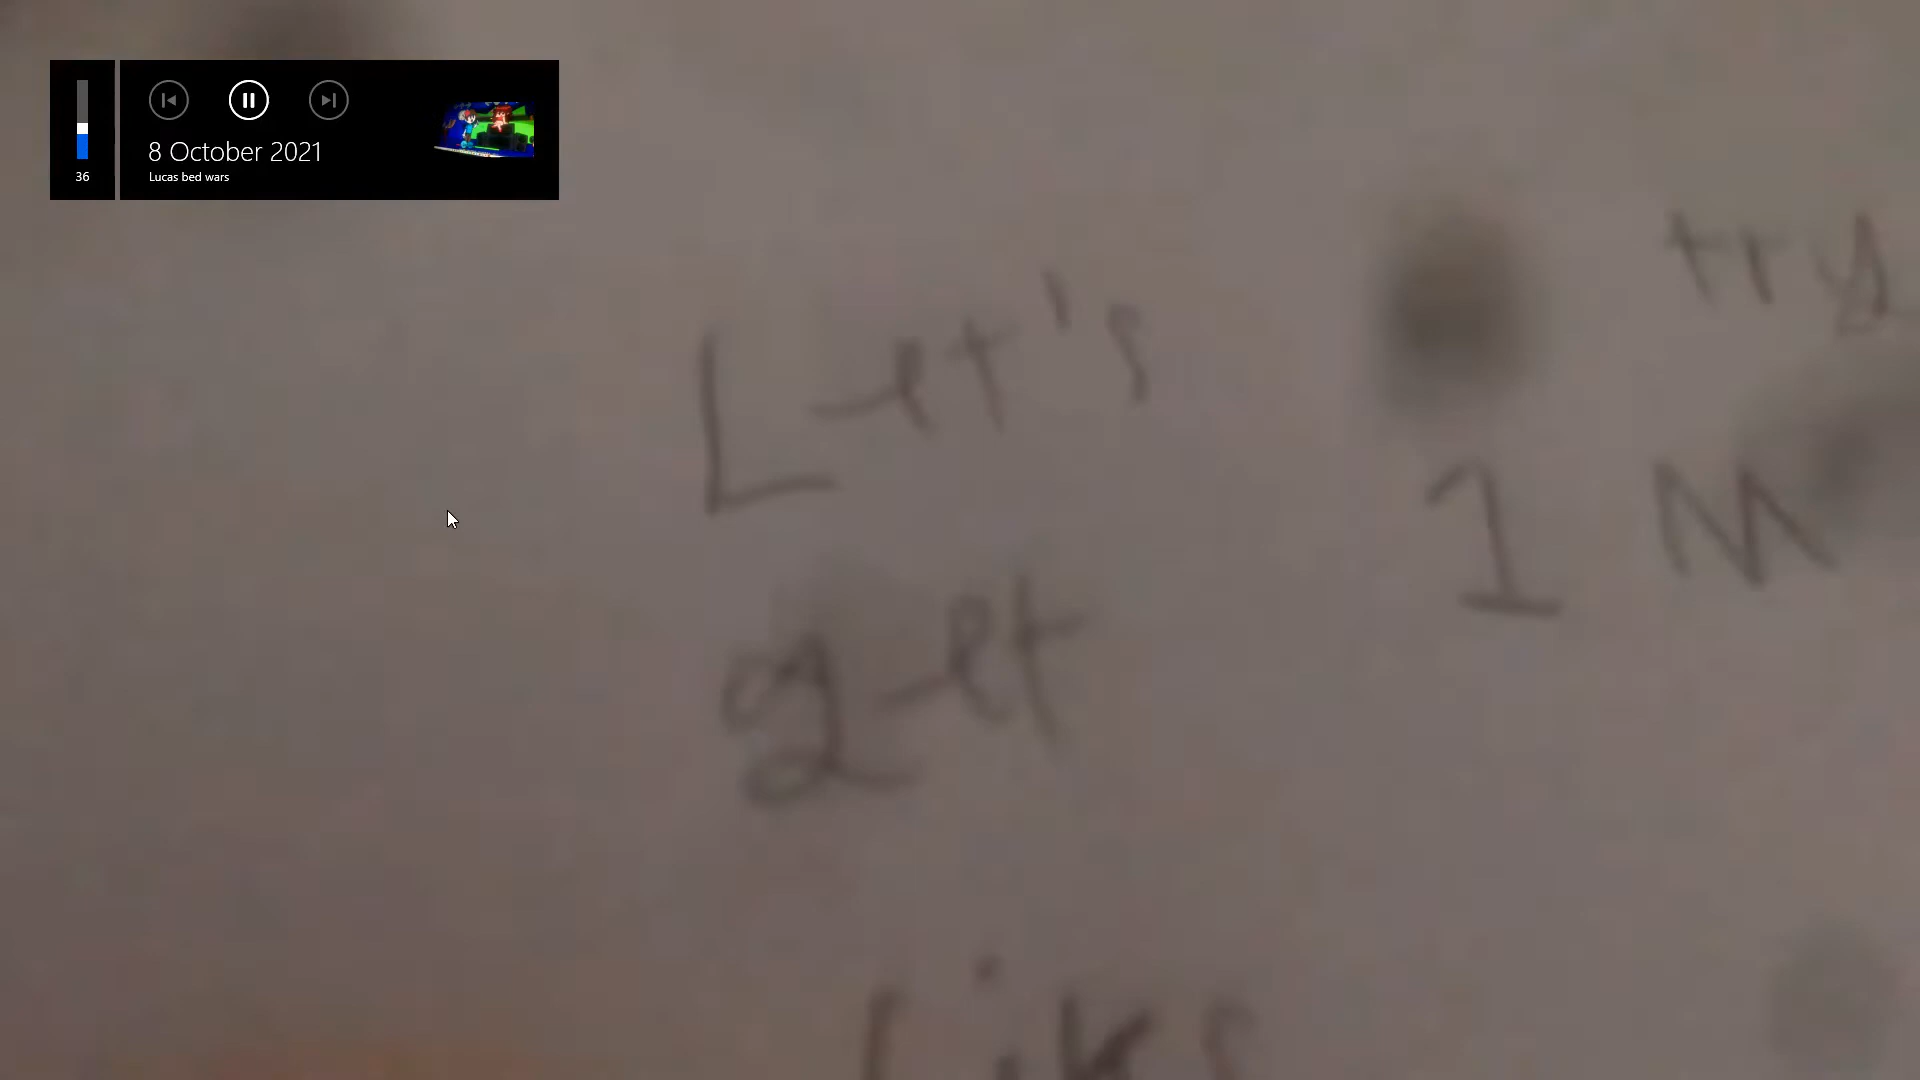 36
8 October 2021
Lucas bed wars
Let's try
get 1 M